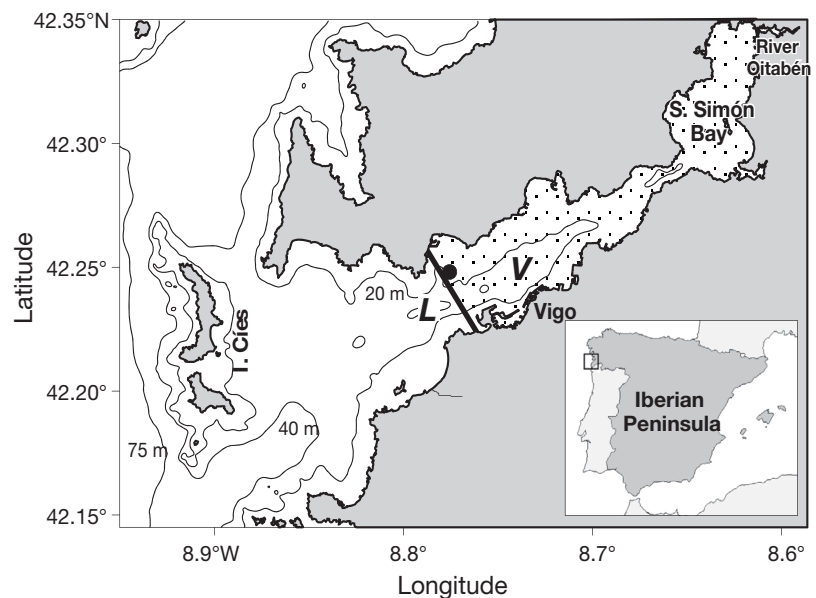 42.35°N
42.30°
42.25°
42.20°
42.15°
Latitude
8.9°W
8.8°
8.7°
8.6°
Longitude
River
Oitabén
S. Simón
Bay
V
L
20 m
Vigo
I. Cíes
40 m
75 m
Iberian
Peninsula